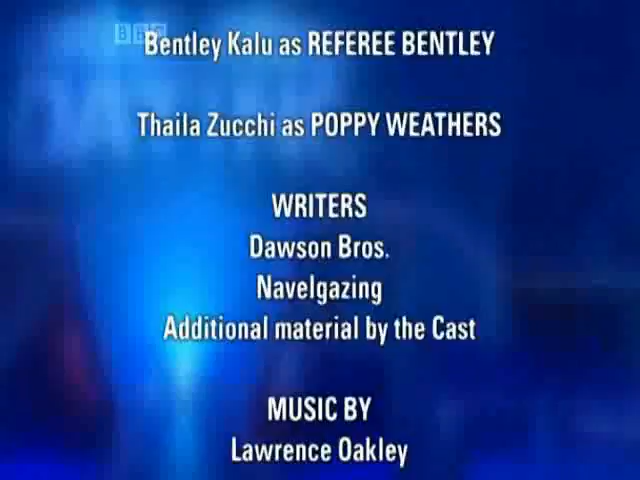 BBC
Bentley Kalu as REFEREE BENTLEY
Thaila Zucchi as POPPY WEATHERS
WRITERS
Dawson Bros.
Navelgazing
Additional material by the Cast
MUSIC BY
Lawrence Oakley